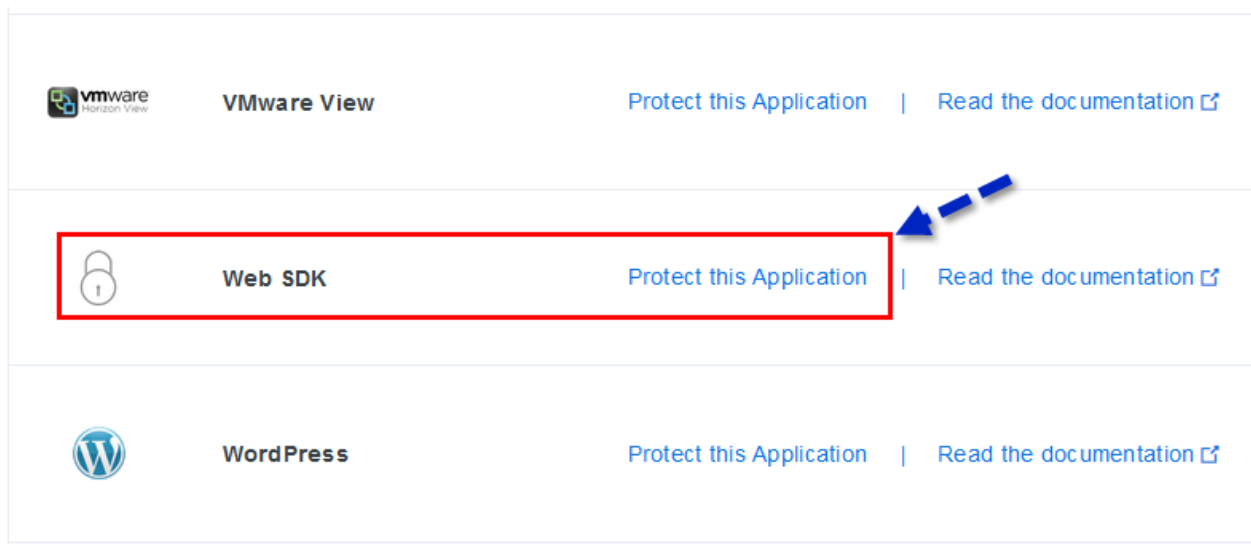 vmware
Horizon View
VMware View Protect this Application | Read the documentation
Web SDK Protect this Application | Read the documentation
WordPress Protect this Application | Read the documentation